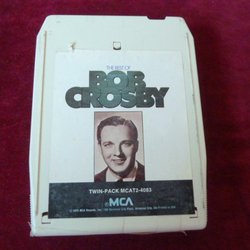 THE BEST OF
BOB
CROSBY
TWIN-PACK MCAT2-4083
MCA